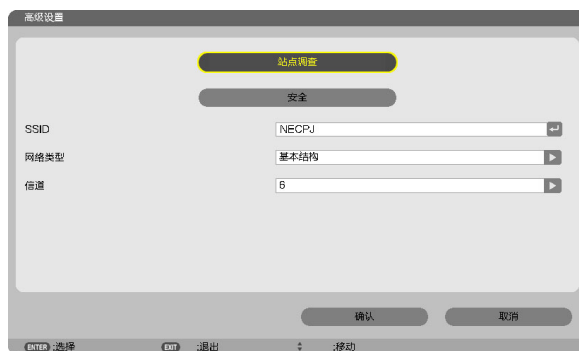 高级设置
站点调查
安全
SSID NECPJ
网络类型 基本结构
信道 6
确认 取消
ENTER :选择 EXIT :退出 :移动